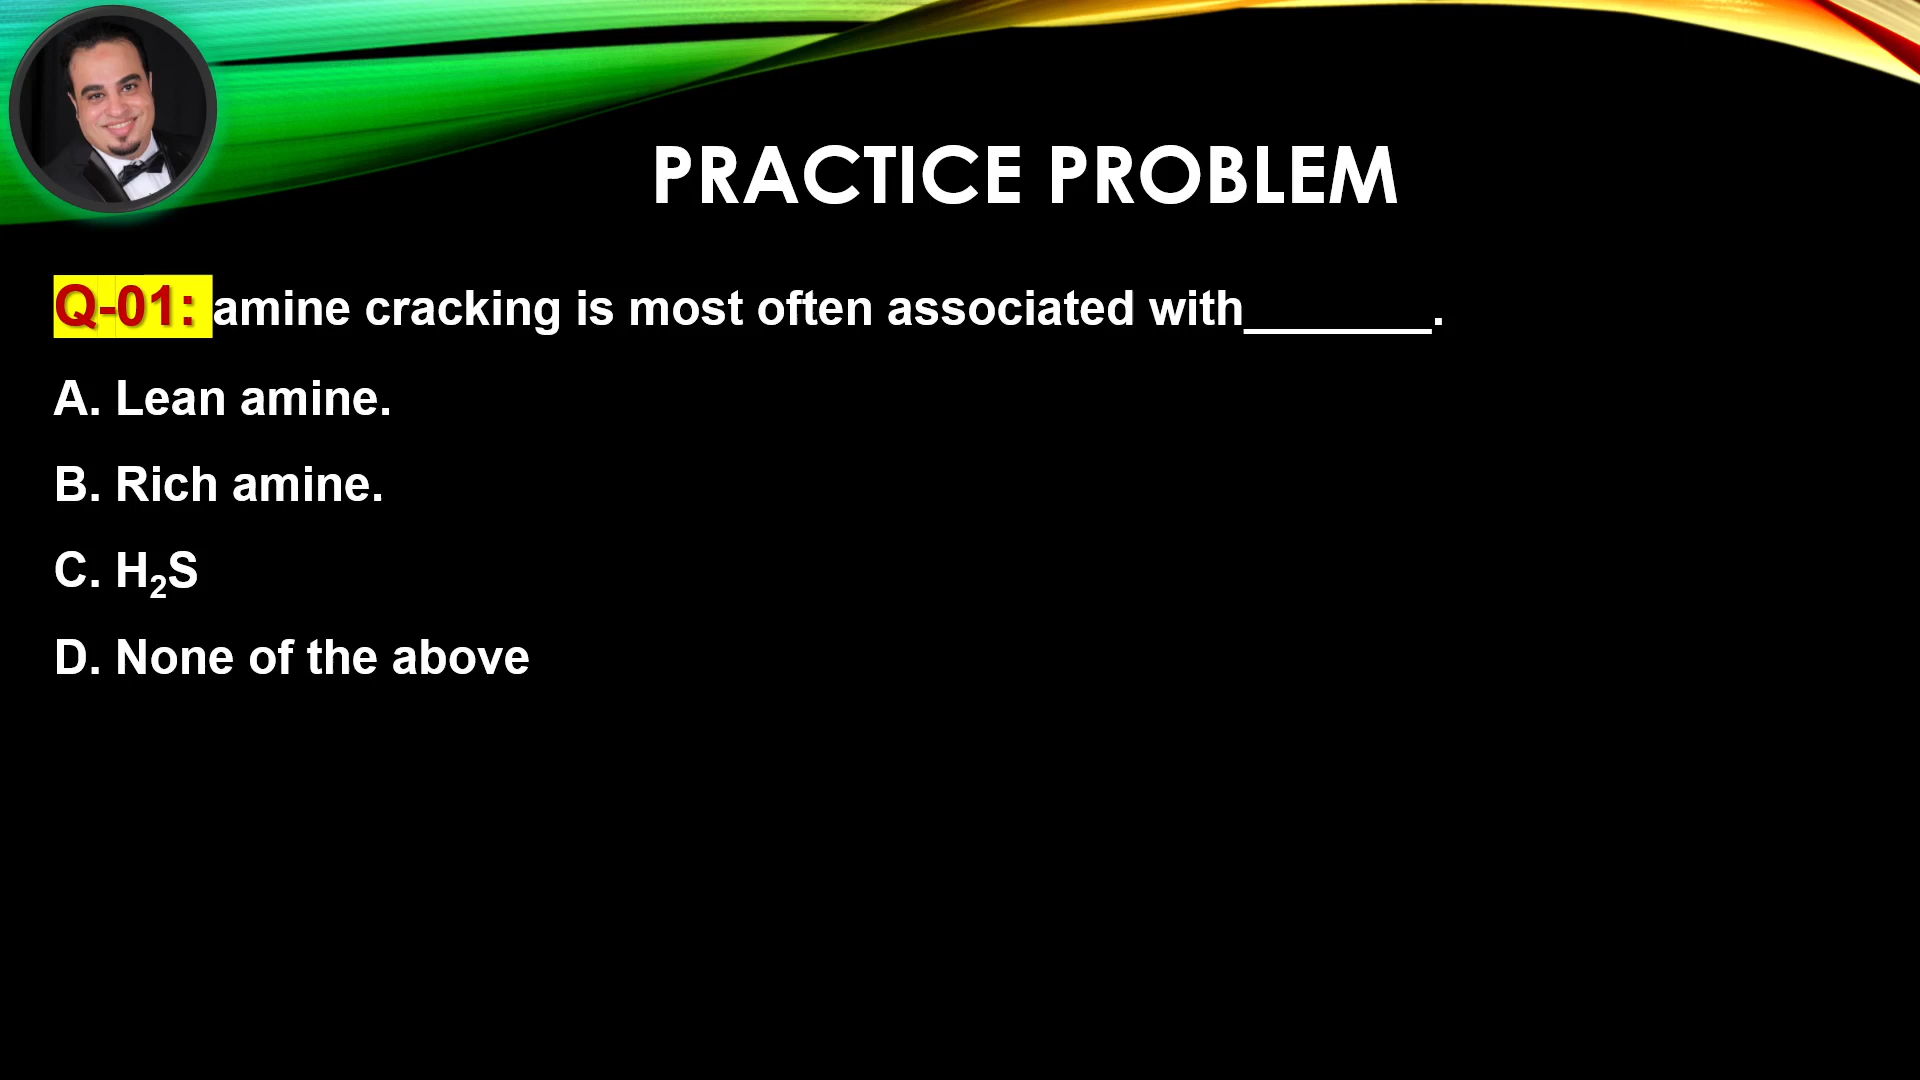 PRACTICE PROBLEM
Q-01: amine cracking is most often associated with_______.
A. Lean amine.
B. Rich amine.
C. H₂S
D. None of the above